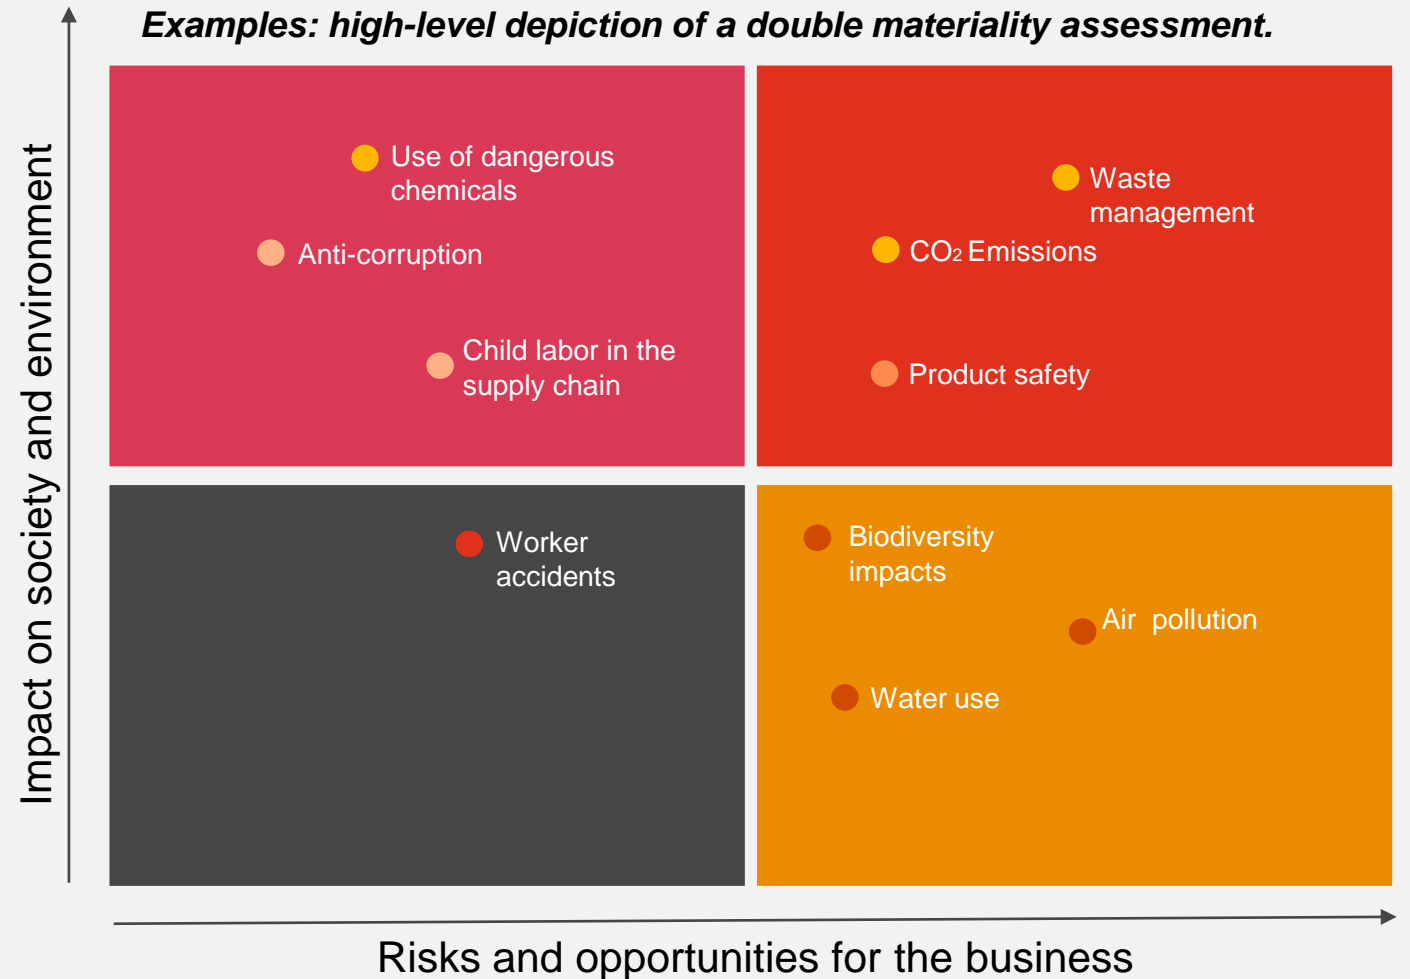 Examples: high-level depiction of a double materiality assessment.
Impact on society and environment
Use of dangerous
chemicals
Anti-corruption
Child labor in the
supply chain
Waste
management
CO₂ Emissions
Product safety
Worker
accidents
Biodiversity
impacts
Air pollution
Water use
Risks and opportunities for the business